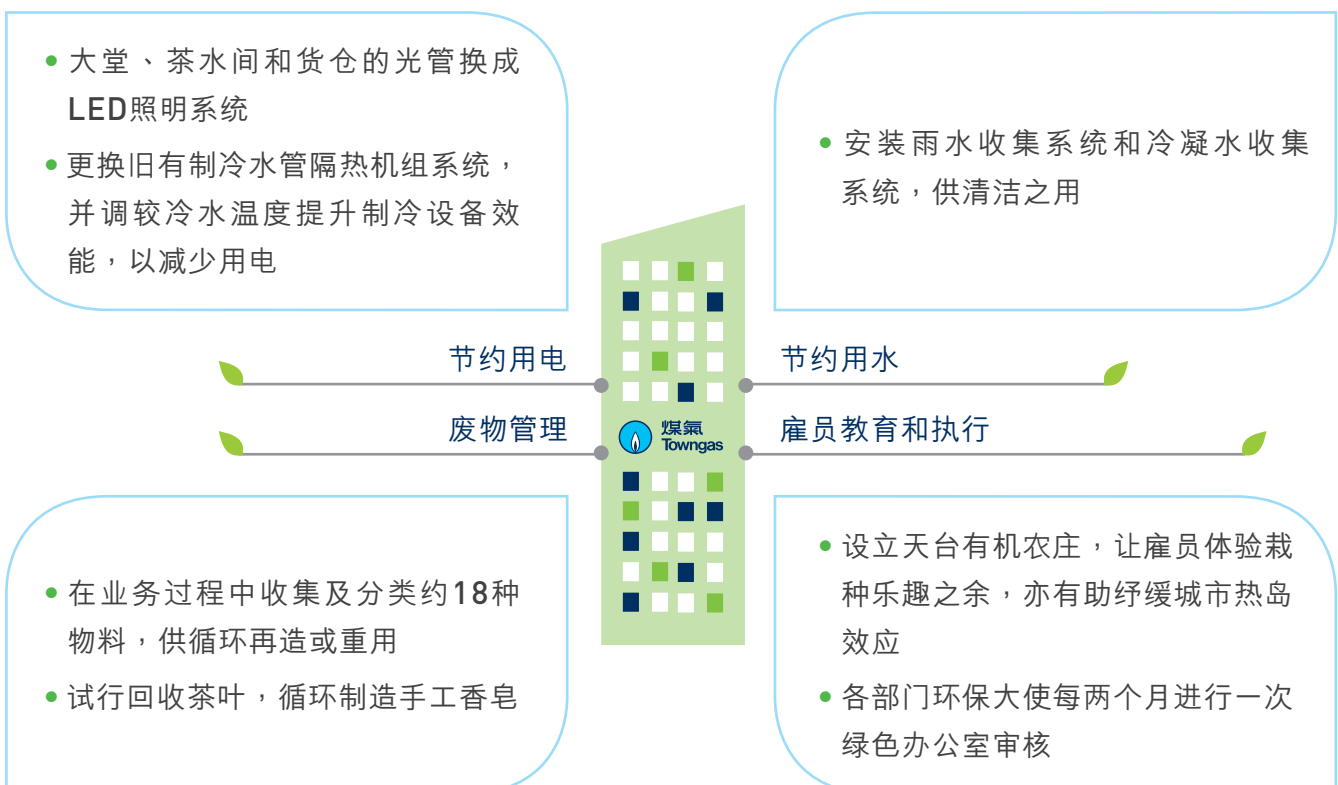 • 大堂、茶水间和货仓的光管换成
LED照明系统
• 更换旧有制冷水管隔热机组系统，
并调较冷水温度提升制冷设备效
能，以减少用电
• 安装雨水收集系统和冷凝水收集
系统，供清洁之用
节约用电
节约用水
废物管理
煤氣
Towngas
雇员教育和执行
• 在业务过程中收集及分类约18种
物料，供循环再造或重用
• 试行回收茶叶，循环制造手工香皂
• 设立天台有机农庄，让雇员体验栽
种乐趣之余，亦有助纾缓城市热岛
效应
• 各部门环保大使每两个月进行一次
绿色办公室审核